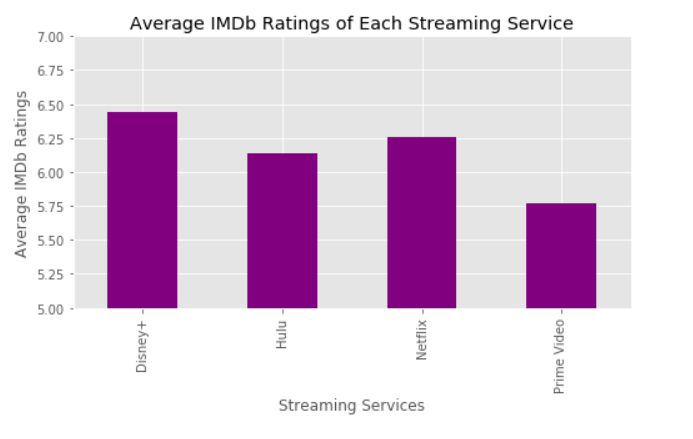 Average IMDb Ratings of Each Streaming Service
7.00
6.75
6.50
6.25
6.00
5.75
5.50
5.25
5.00
Average IMDb Ratings
Disney+
Hulu
Netflix
Prime Video
Streaming Services